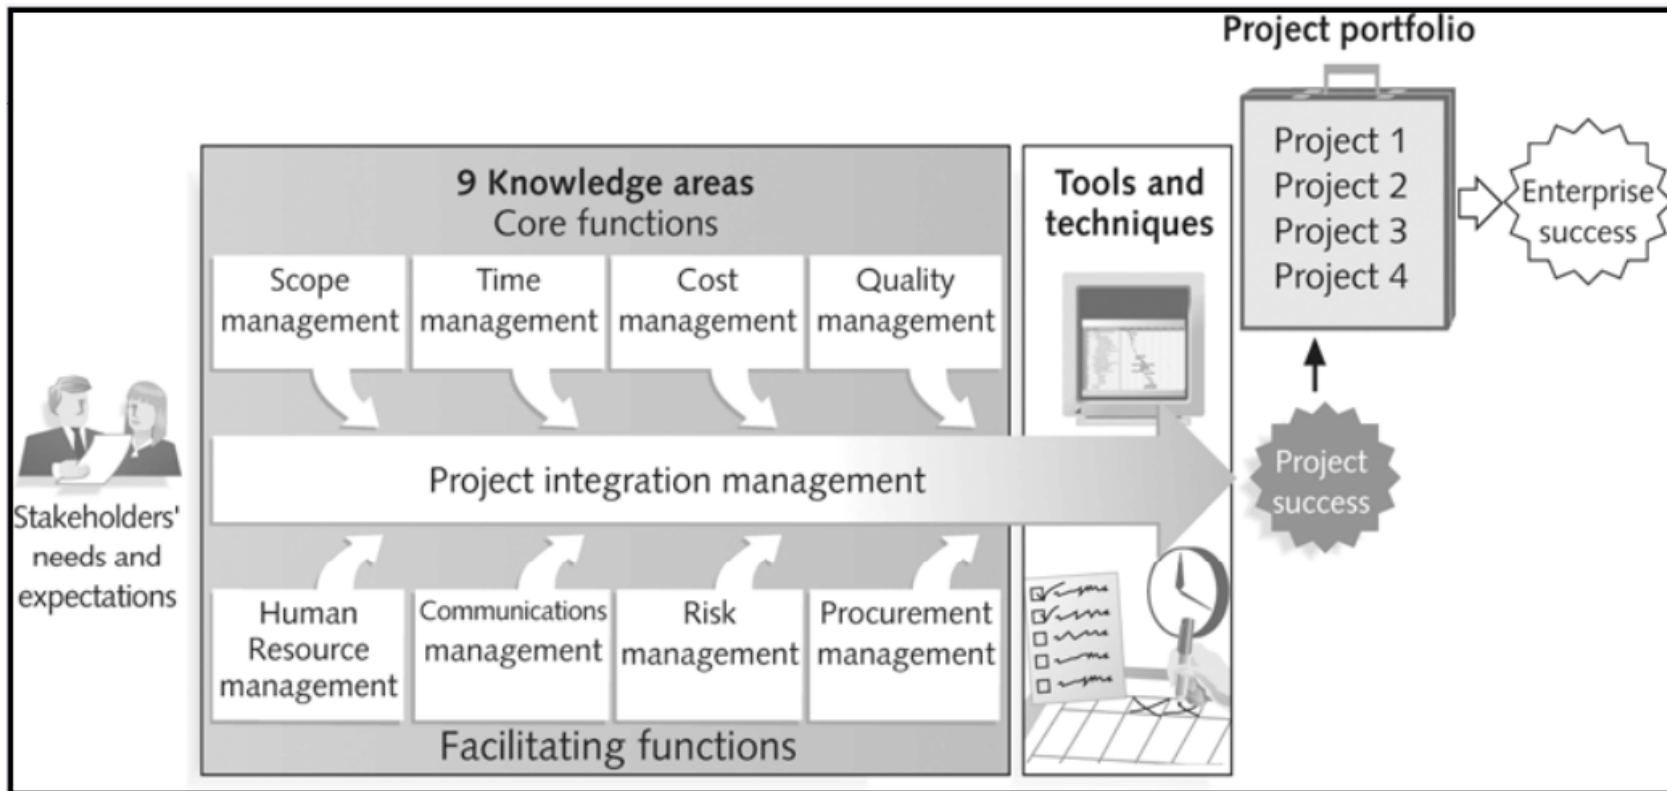 Project portfolio
Project 1
Project 2
Project 3
Project 4
Enterprise
success
9 Knowledge areas
Core functions
Scope
management
Time
management
Cost
management
Quality
management
Tools and
techniques
Project integration management
Project
success
Stakeholders'
needs and
expectations
Human
Resource
management
Communications
management
Risk
management
Procurement
management
Facilitating functions